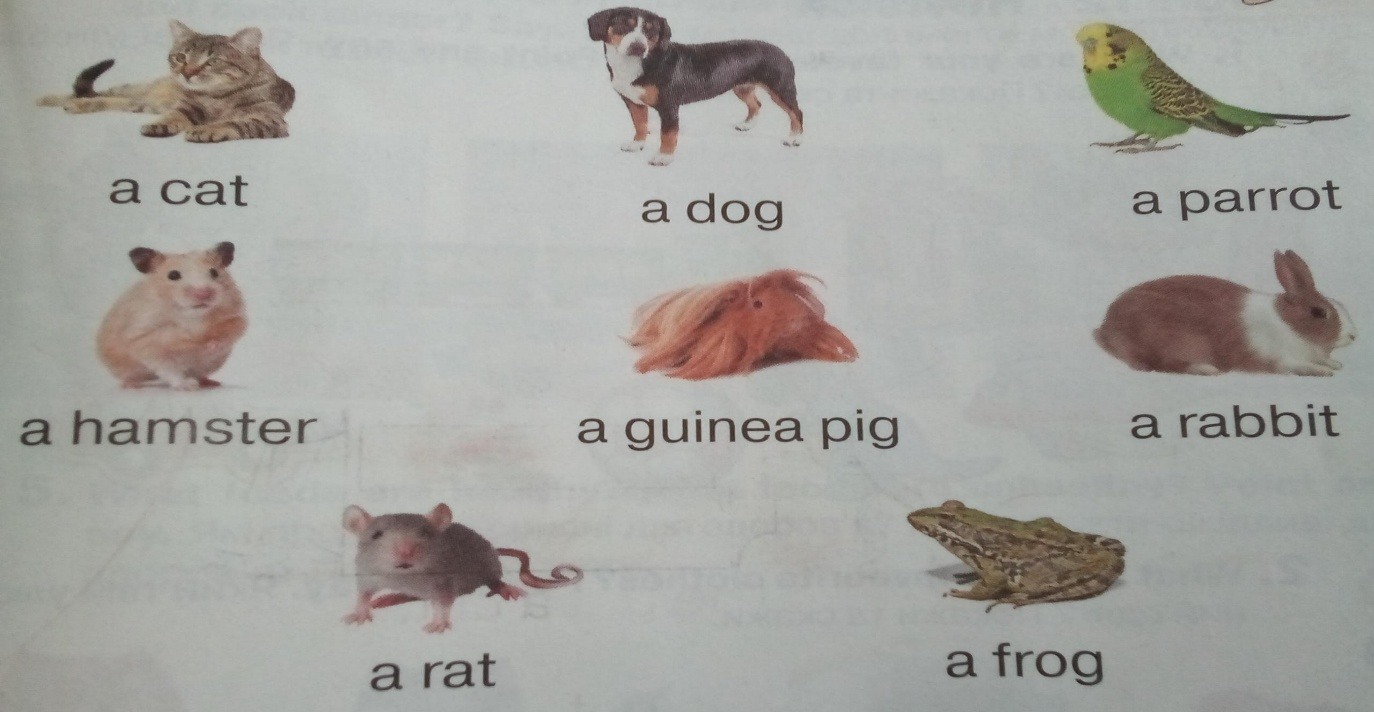 a cat
a dog
a parrot
a hamster
a guinea pig
a rabbit
a rat
a frog